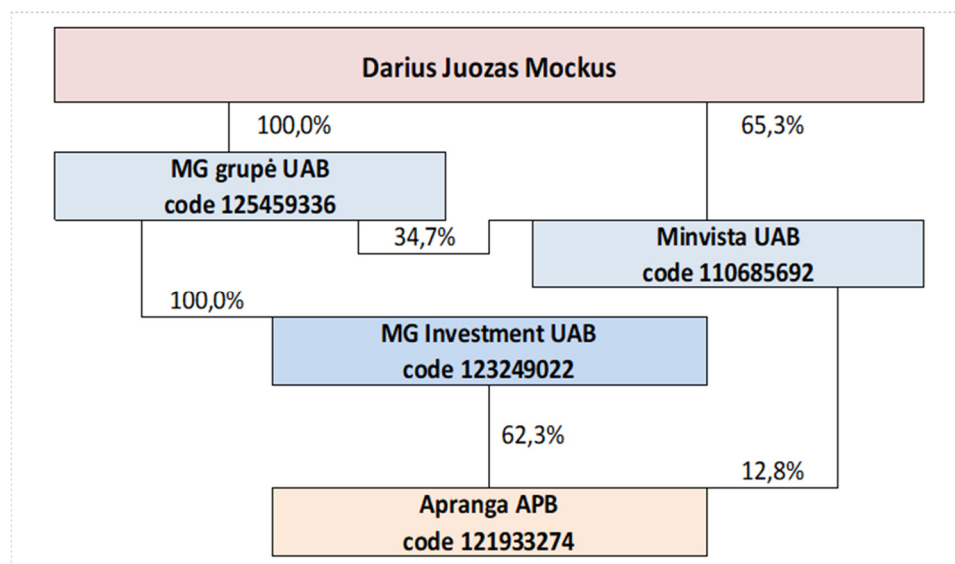 Darius Juozas Mockus
100,0%
65,3%
MG grupė UAB
code 125459336
34,7%
Minvista UAB
code 110685692
100,0%
MG Investment UAB
code 123249022
62,3%
12,8%
Apranga APB
code 121933274